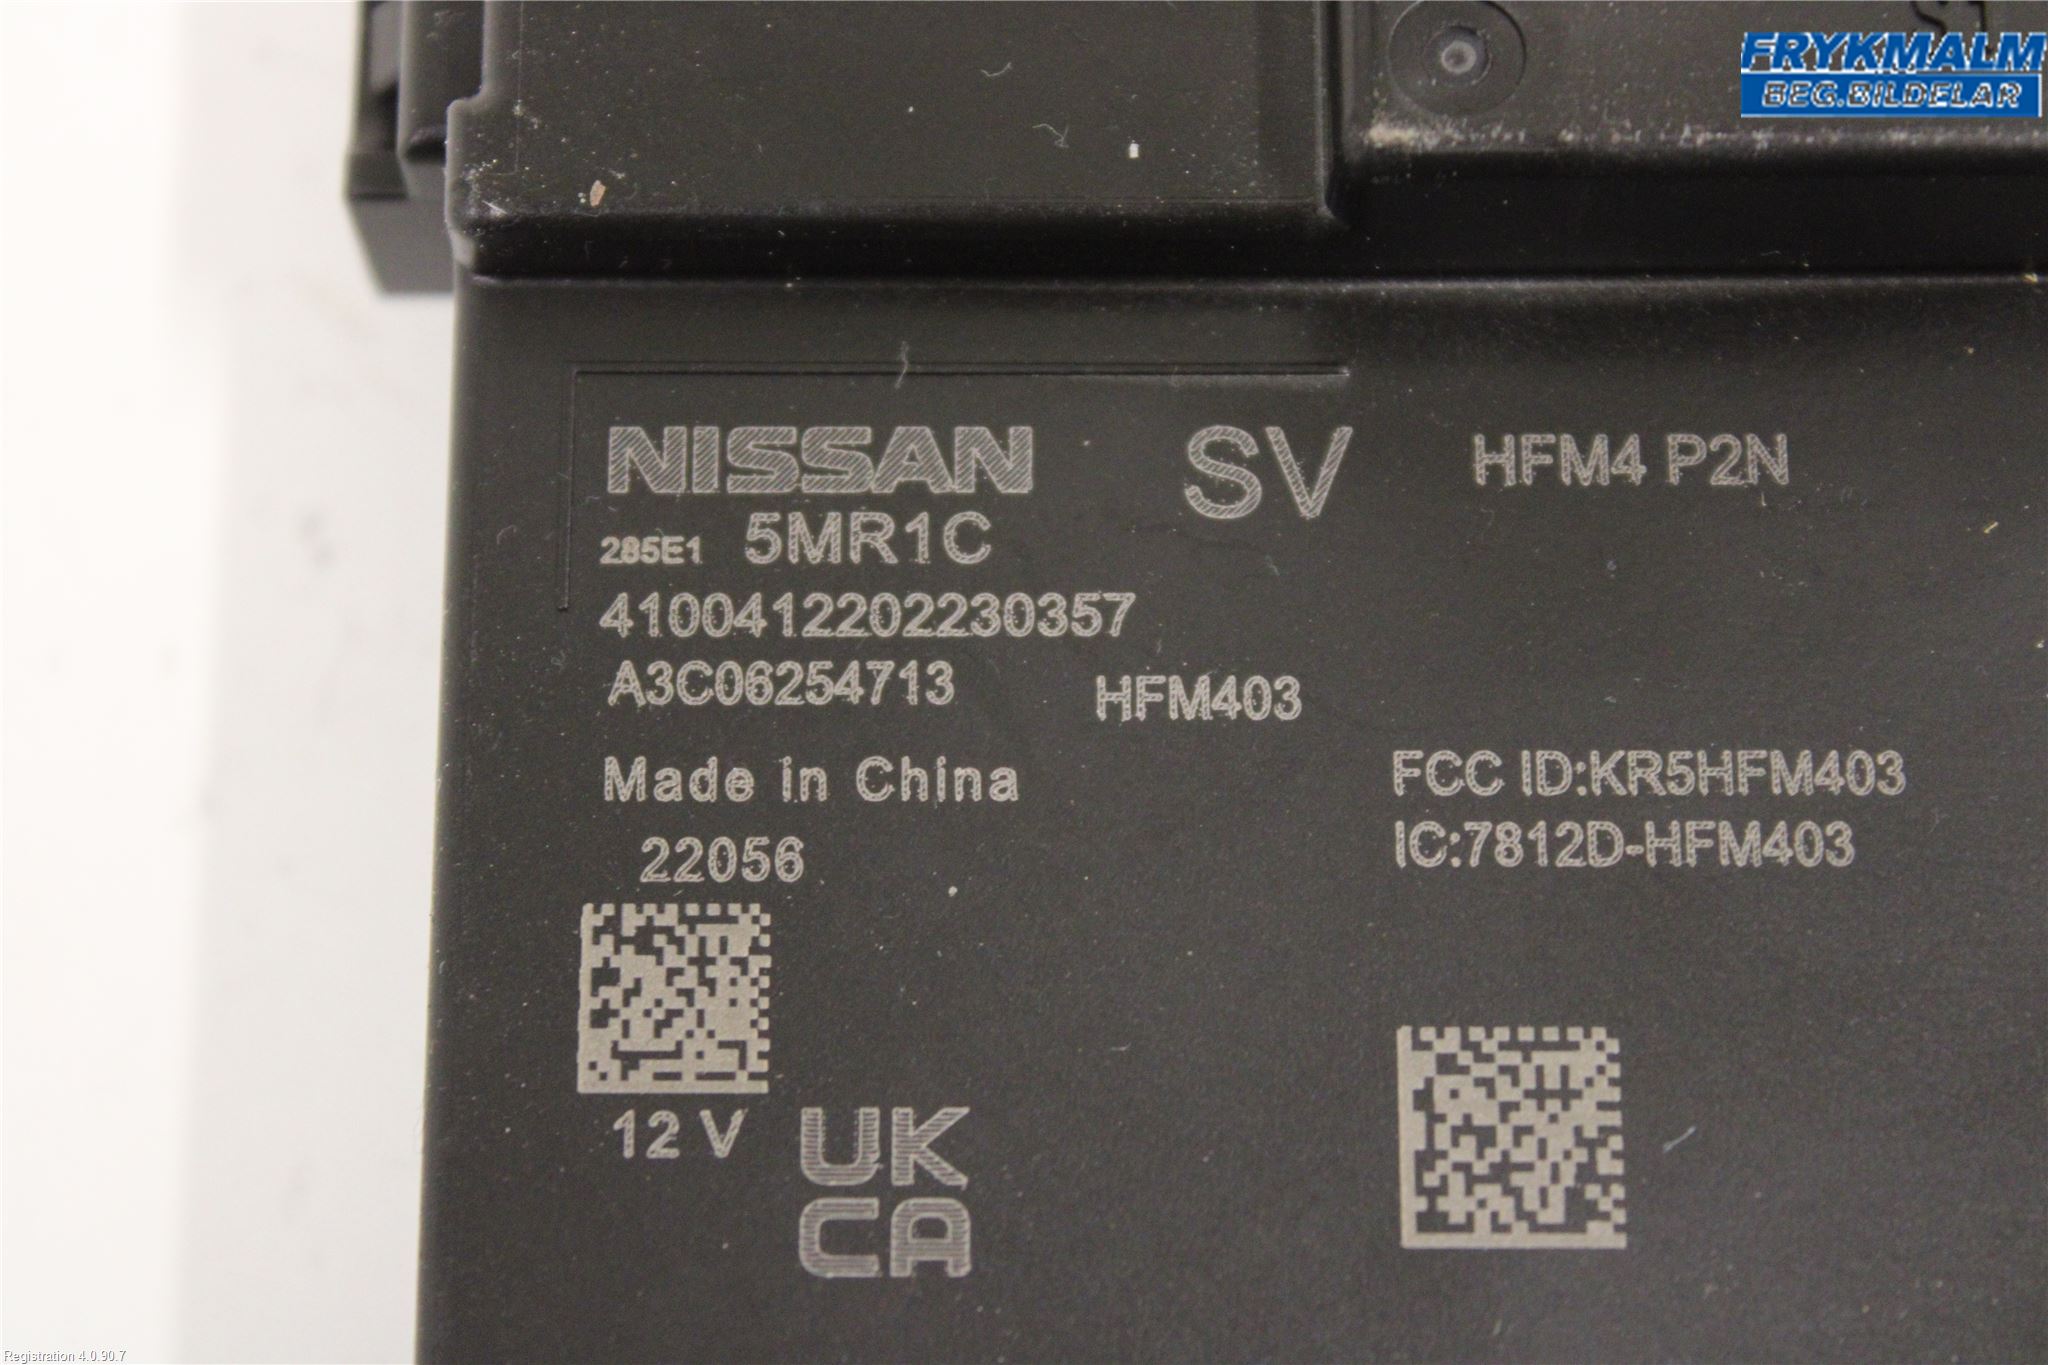 FRYKMALM
BEG.BILDELAR
NISSAN SV HFM4 P2N
285E1 5MR1C
41004122202230357
A3C06254713 HFM403
Made in China
22056
FCC ID:KR5HFM403
IC:7812D-HFM403
12 V
UK
CA
Registration 4.0.90.7